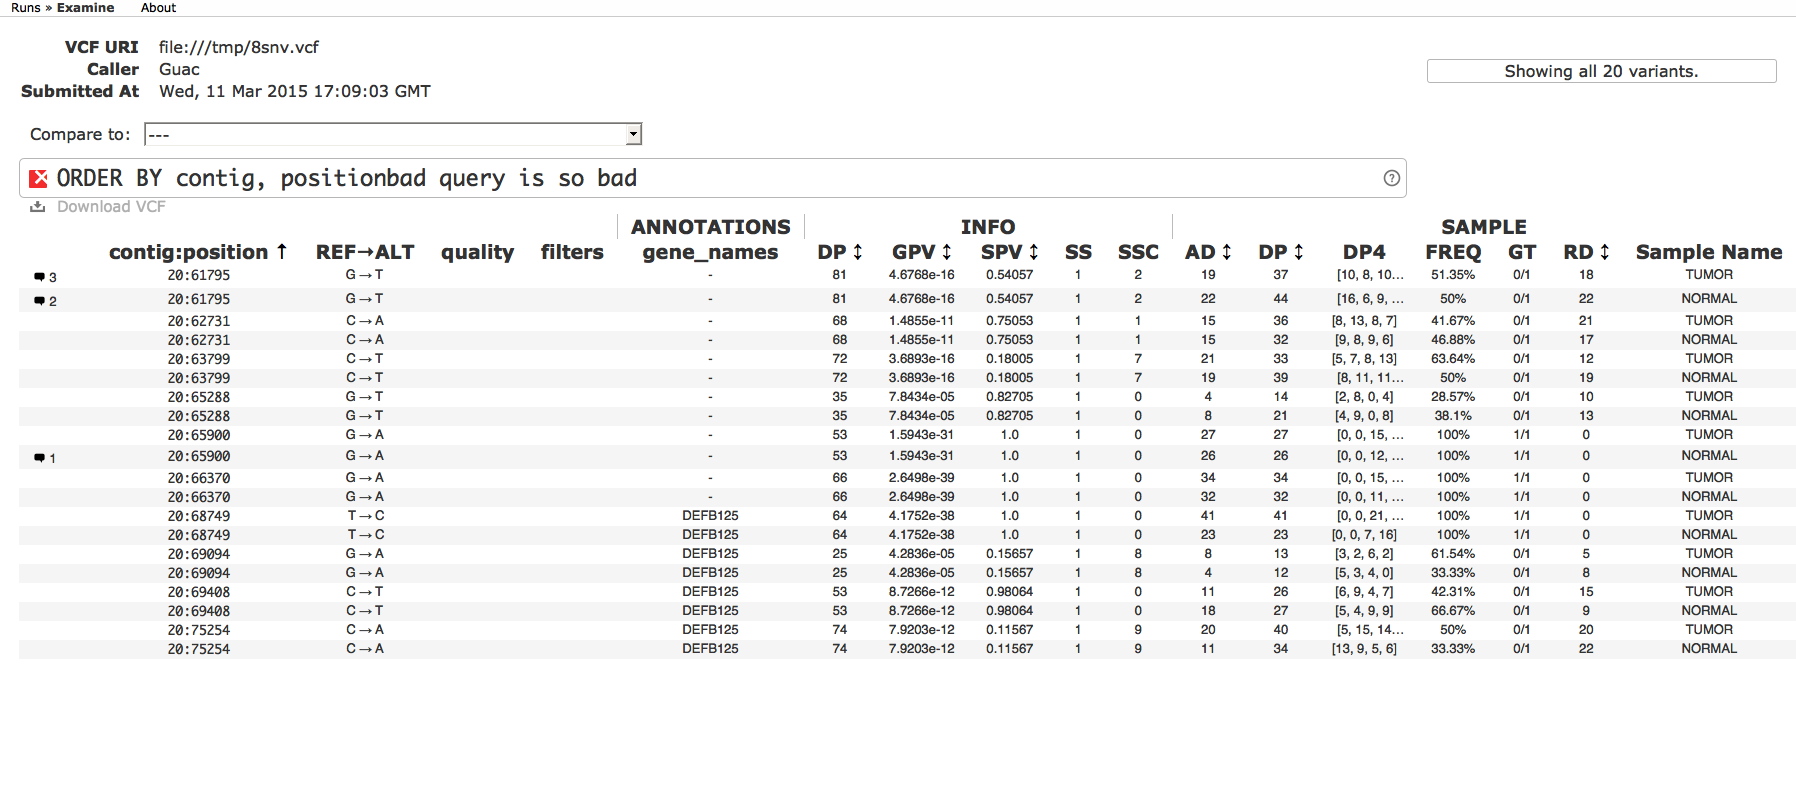 Runs » Examine About
VCF URI file:///tmp/8snv.vcf
Caller Guac
Submitted At Wed, 11 Mar 2015 17:09:03 GMT
Showing all 20 variants.
Compare to: ---
ORDER BY contig, positionbad query is so bad ?
Download VCF
ANNOTATIONS INFO SAMPLE
contig:position ↑ REF→ALT quality filters gene_names DP ↕ GPV ↕ SPV ↕ SS SSC AD ↕ DP ↕ DP4 FREQ GT RD ↕ Sample Name
3 20:61795 G→T - 81 4.6768e-16 0.54057 1 2 19 37 [10, 8, 10... 51.35% 0/1 18 TUMOR
2 20:61795 G→T - 81 4.6768e-16 0.54057 1 2 22 44 [16, 6, 9, ... 50% 0/1 22 NORMAL
20:62731 C→A - 68 1.4855e-11 0.75053 1 1 15 36 [8, 13, 8, 7] 41.67% 0/1 21 TUMOR
20:62731 C→A - 68 1.4855e-11 0.75053 1 1 15 32 [9, 8, 9, 6] 46.88% 0/1 17 NORMAL
20:63799 C→T - 72 3.6893e-16 0.18005 1 7 21 33 [5, 7, 8, 13] 63.64% 0/1 12 TUMOR
20:63799 C→T - 72 3.6893e-16 0.18005 1 7 19 39 [8, 11, 11... 50% 0/1 19 NORMAL
20:65288 G→T - 35 7.8434e-05 0.82705 1 0 4 14 [2, 8, 0, 4] 28.57% 0/1 10 TUMOR
20:65288 G→T - 35 7.8434e-05 0.82705 1 0 8 21 [4, 9, 0, 8] 38.1% 0/1 13 NORMAL
20:65900 G→A - 53 1.5943e-31 1.0 1 0 27 27 [0, 0, 15, ... 100% 1/1 0 TUMOR
1 20:65900 G→A - 53 1.5943e-31 1.0 1 0 26 26 [0, 0, 12, ... 100% 1/1 0 NORMAL
20:66370 G→A - 66 2.6498e-39 1.0 1 0 34 34 [0, 0, 15, ... 100% 1/1 0 TUMOR
20:66370 G→A - 66 2.6498e-39 1.0 1 0 32 32 [0, 0, 11, ... 100% 1/1 0 NORMAL
20:68749 T→C DEFB125 64 4.1752e-38 1.0 1 0 41 41 [0, 0, 21, ... 100% 1/1 0 TUMOR
20:68749 T→C DEFB125 64 4.1752e-38 1.0 1 0 23 23 [0, 0, 7, 16] 100% 1/1 0 NORMAL
20:69094 G→A DEFB125 25 4.2836e-05 0.15657 1 8 8 13 [3, 2, 6, 2] 61.54% 0/1 5 TUMOR
20:69094 G→A DEFB125 25 4.2836e-05 0.15657 1 8 4 12 [5, 3, 4, 0] 33.33% 0/1 8 NORMAL
20:69408 C→T DEFB125 53 8.7266e-12 0.98064 1 0 11 26 [6, 9, 4, 7] 42.31% 0/1 15 TUMOR
20:69408 C→T DEFB125 53 8.7266e-12 0.98064 1 0 18 27 [5, 4, 9, 9] 66.67% 0/1 9 NORMAL
20:75254 C→A DEFB125 74 7.9203e-12 0.11567 1 9 20 40 [5, 15, 14... 50% 0/1 20 TUMOR
20:75254 C→A DEFB125 74 7.9203e-12 0.11567 1 9 11 34 [13, 9, 5, 6] 33.33% 0/1 22 NORMAL